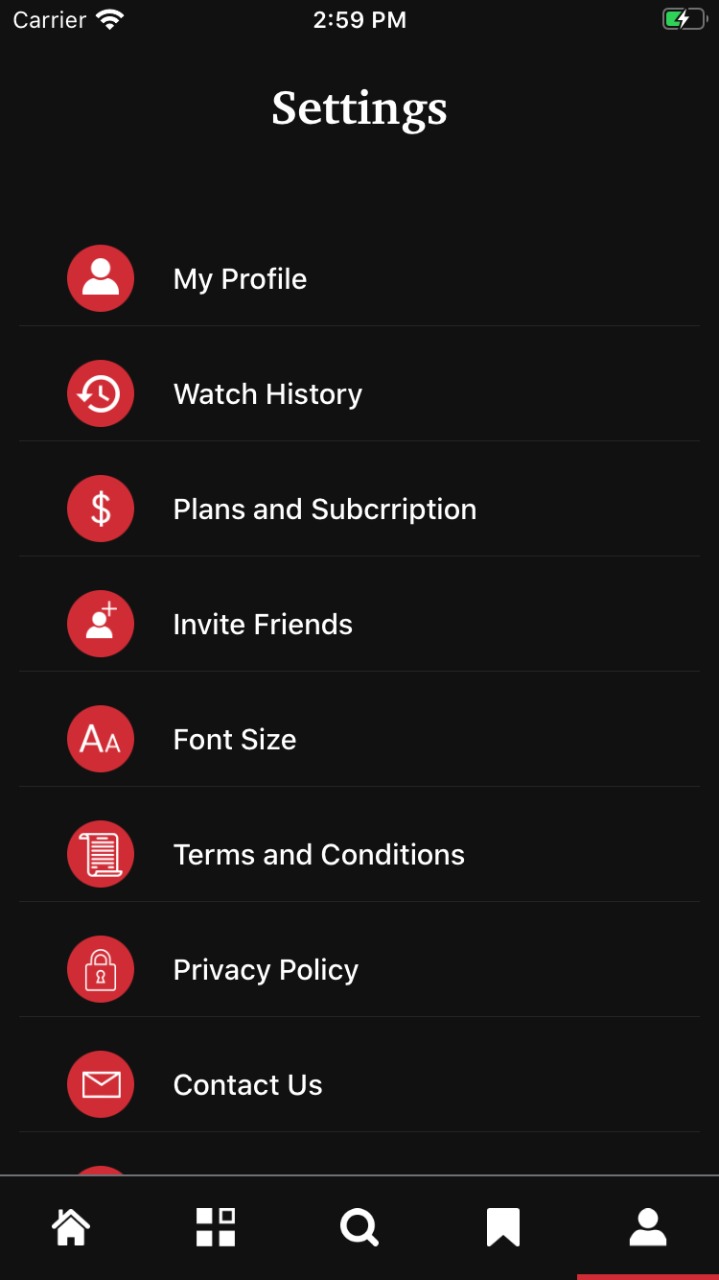 Carrier 2:59 PM
Settings
My Profile
Watch History
$
Plans and Subcrription
Invite Friends
AA
Font Size
Terms and Conditions
Privacy Policy
Contact Us